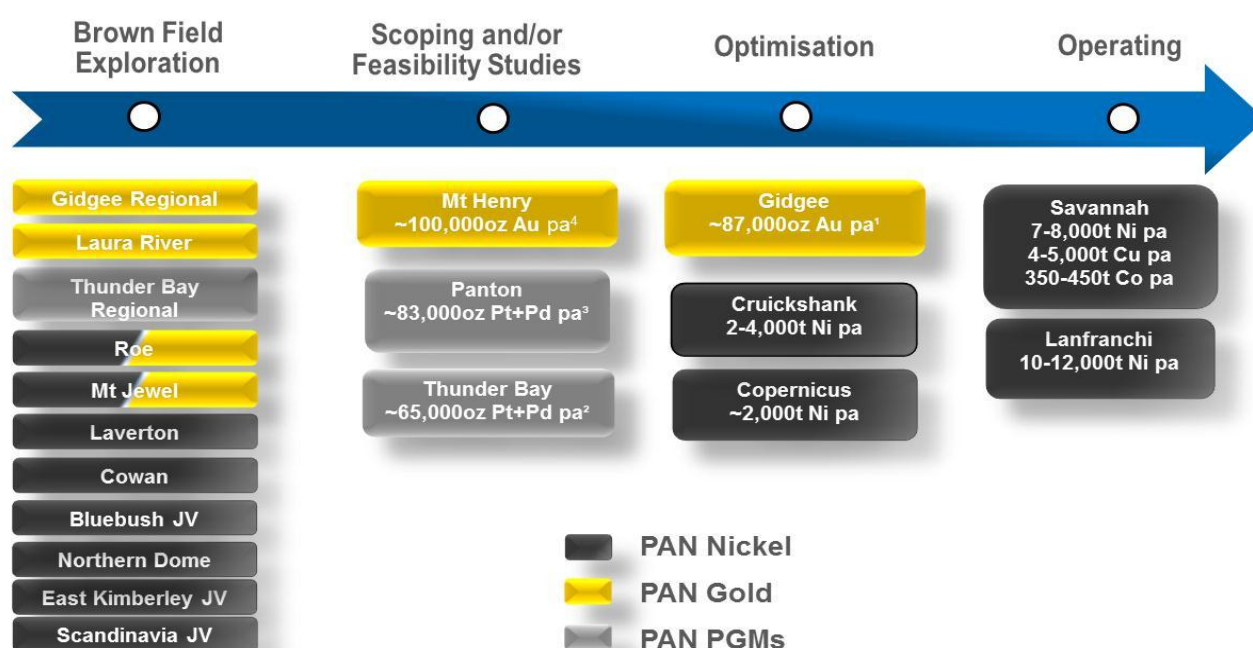 Brown Field
Exploration
Scoping and/or
Feasibility Studies
Optimisation
Operating
Gidgee Regional
Laura River
Thunder Bay
Regional
Roe
Mt Jewel
Laverton
Cowan
Bluebush JV
Northern Dome
East Kimberley JV
Scandinavia JV
Mt Henry
~100,000oz Au pa⁴
Panton
~83,000oz Pt+Pd pa³
Thunder Bay
~65,000oz Pt+Pd pa²
Gidgee
~87,000oz Au pa¹
Cruickshank
2-4,000t Ni pa
Copernicus
~2,000t Ni pa
Savannah
7-8,000t Ni pa
4-5,000t Cu pa
350-450t Co pa
Lanfranchi
10-12,000t Ni pa
PAN Nickel
PAN Gold
PAN PGMs